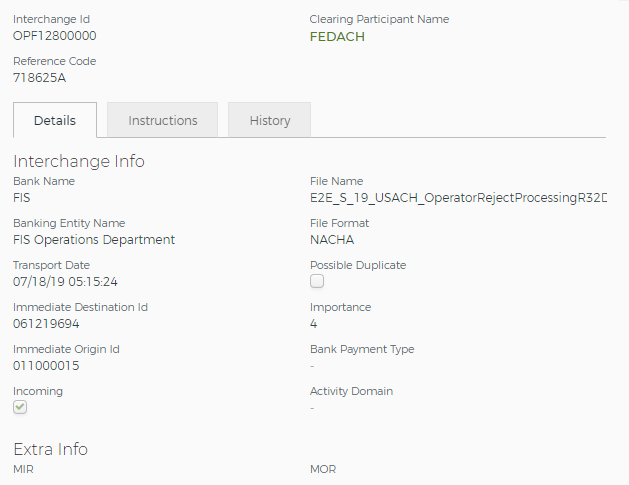 Interchange Id
OPF12800000
Clearing Participant Name
FEDACH
Reference Code
718625A
Details
Instructions
History
Interchange Info
Bank Name
FIS
File Name
E2E_S_19_USACH_OperatorRejectProcessingR32D
Banking Entity Name
FIS Operations Department
File Format
NACHA
Transport Date
07/18/19 05:15:24
Possible Duplicate
Immediate Destination Id
061219694
Importance
4
Immediate Origin Id
011000015
Bank Payment Type
-
Incoming
Activity Domain
-
Extra Info
MIR
MOR